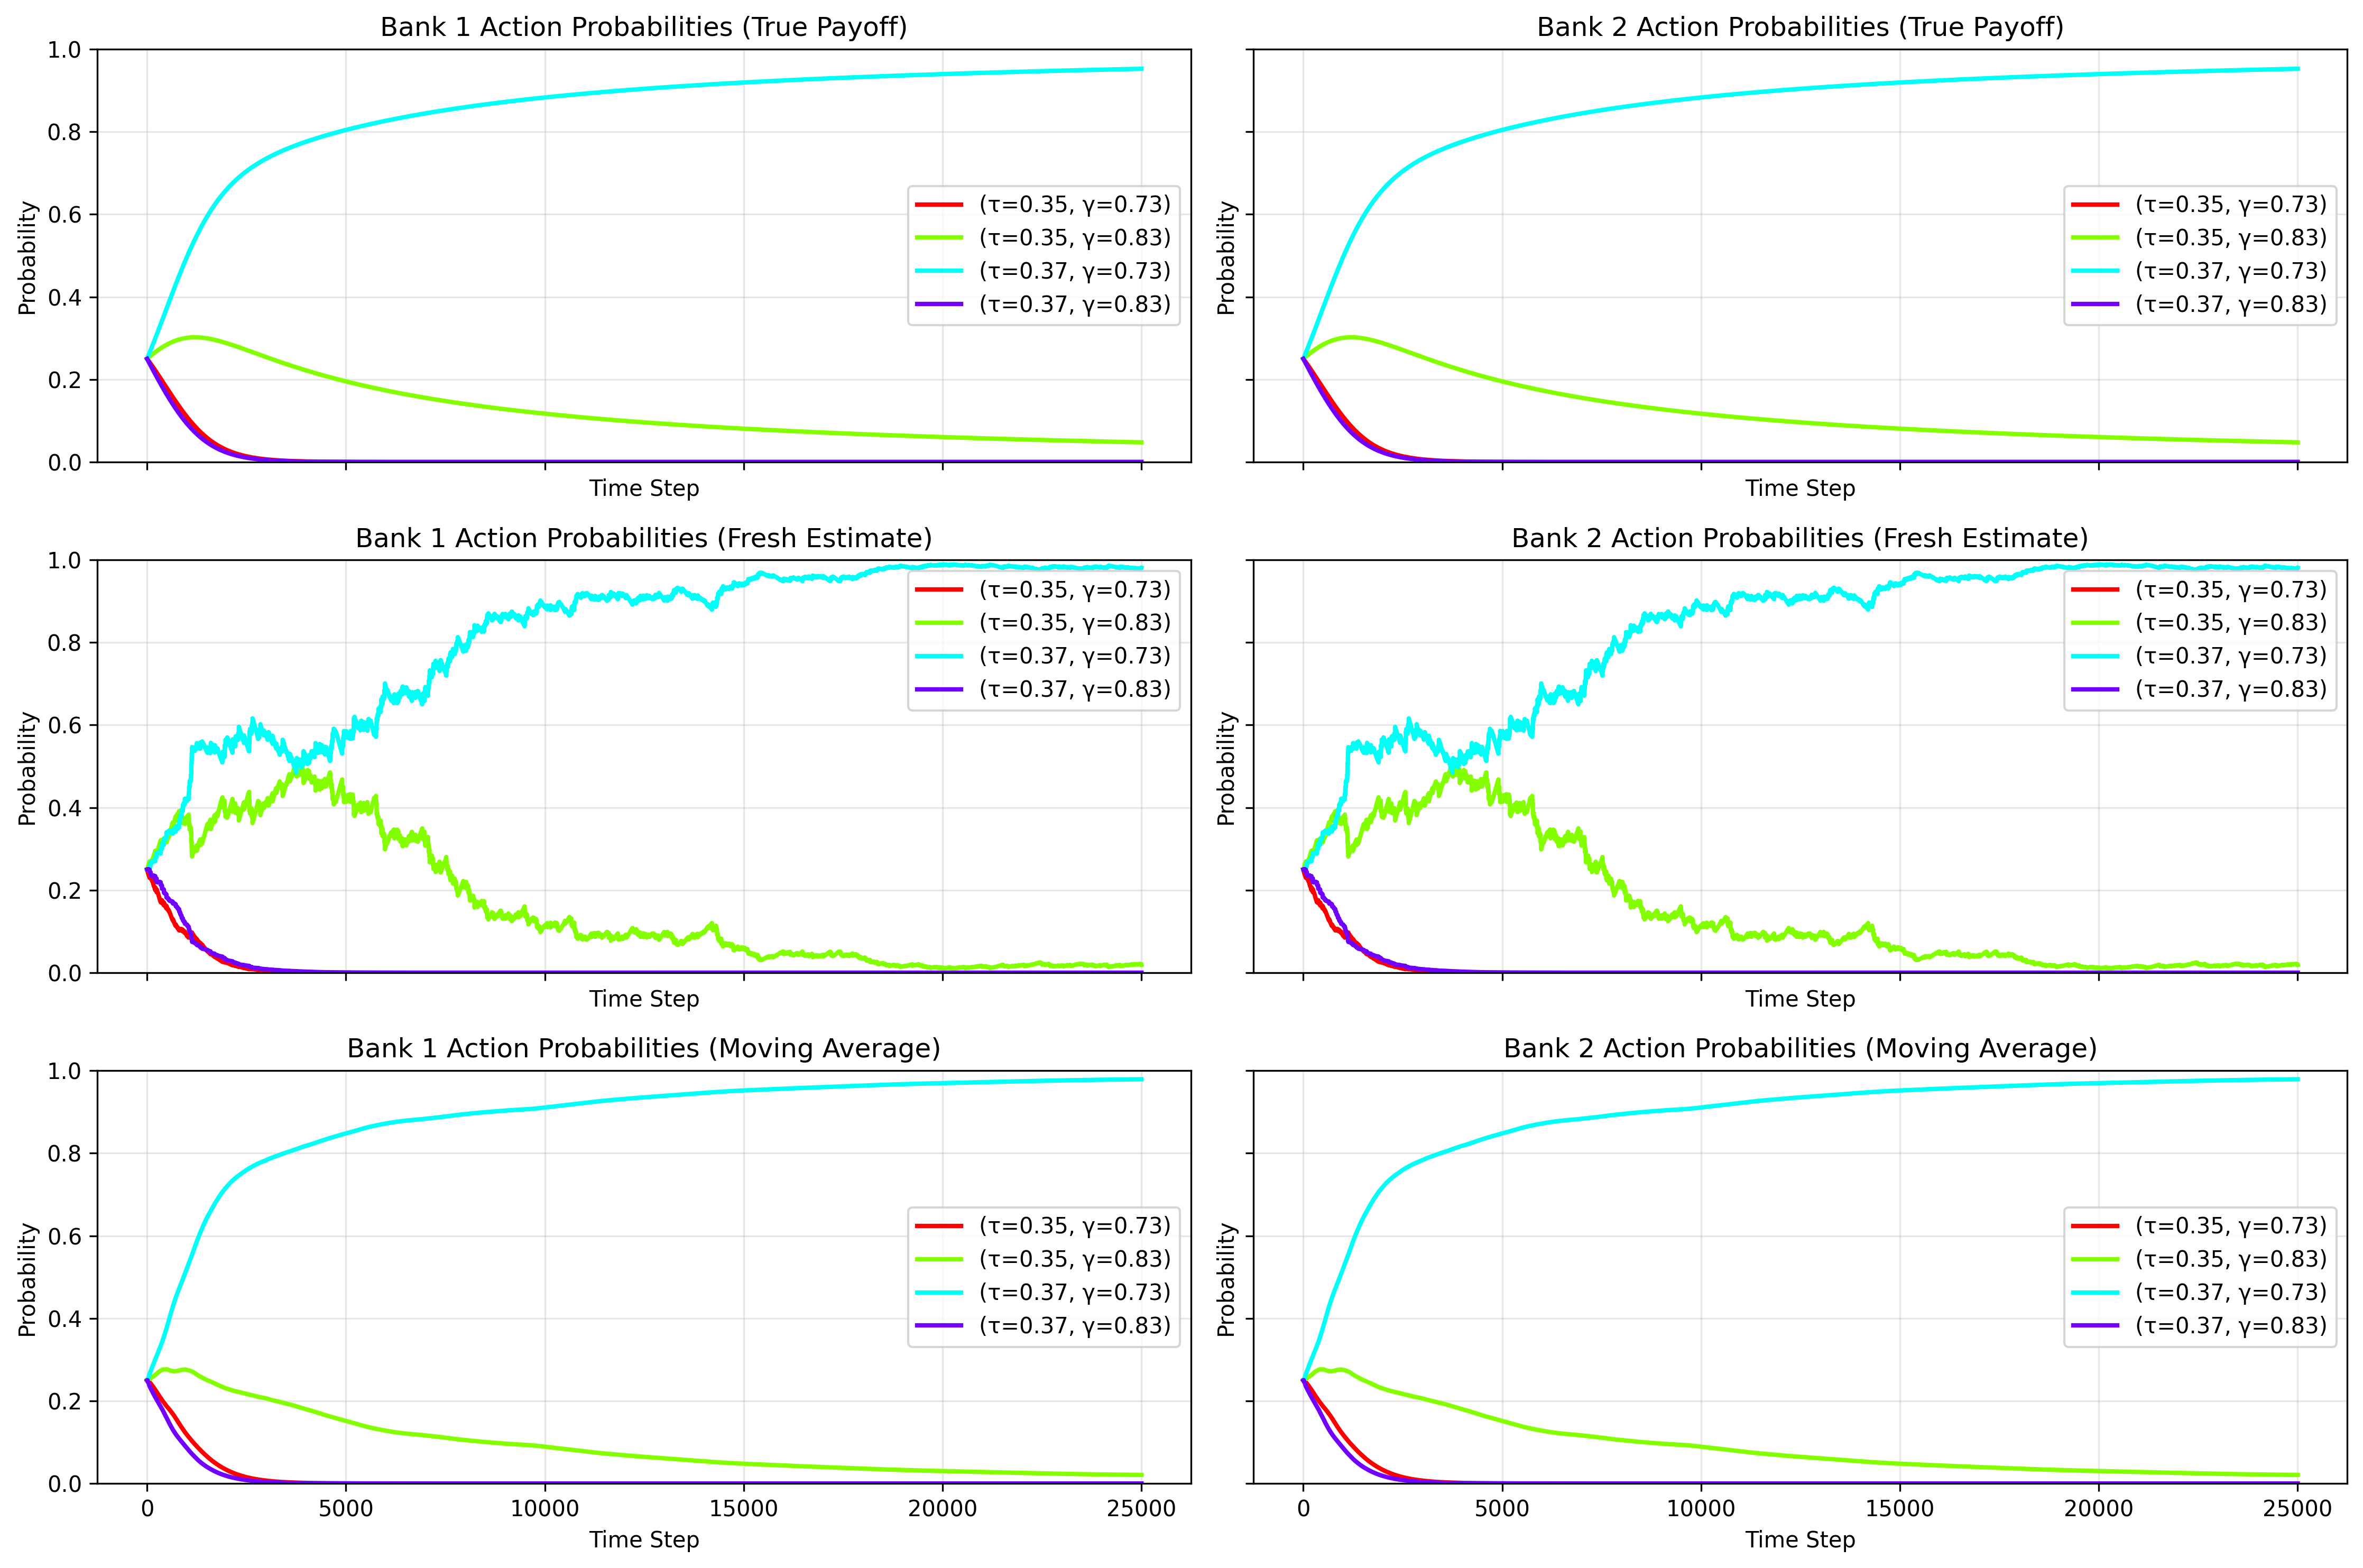 Bank 1 Action Probabilities (True Payoff)
1.0
0.8
0.6
0.4
0.2
0.0
Probability
(τ=0.35, γ=0.73)
(τ=0.35, γ=0.83)
(τ=0.37, γ=0.73)
(τ=0.37, γ=0.83)
Time Step
Bank 2 Action Probabilities (True Payoff)
Probability
(τ=0.35, γ=0.73)
(τ=0.35, γ=0.83)
(τ=0.37, γ=0.73)
(τ=0.37, γ=0.83)
Time Step
Bank 1 Action Probabilities (Fresh Estimate)
1.0
0.8
0.6
0.4
0.2
0.0
Probability
(τ=0.35, γ=0.73)
(τ=0.35, γ=0.83)
(τ=0.37, γ=0.73)
(τ=0.37, γ=0.83)
Time Step
Bank 2 Action Probabilities (Fresh Estimate)
Probability
(τ=0.35, γ=0.73)
(τ=0.35, γ=0.83)
(τ=0.37, γ=0.73)
(τ=0.37, γ=0.83)
Time Step
Bank 1 Action Probabilities (Moving Average)
1.0
0.8
0.6
0.4
0.2
0.0
Probability
(τ=0.35, γ=0.73)
(τ=0.35, γ=0.83)
(τ=0.37, γ=0.73)
(τ=0.37, γ=0.83)
0 5000 10000 15000 20000 25000
Time Step
Bank 2 Action Probabilities (Moving Average)
Probability
(τ=0.35, γ=0.73)
(τ=0.35, γ=0.83)
(τ=0.37, γ=0.73)
(τ=0.37, γ=0.83)
0 5000 10000 15000 20000 25000
Time Step